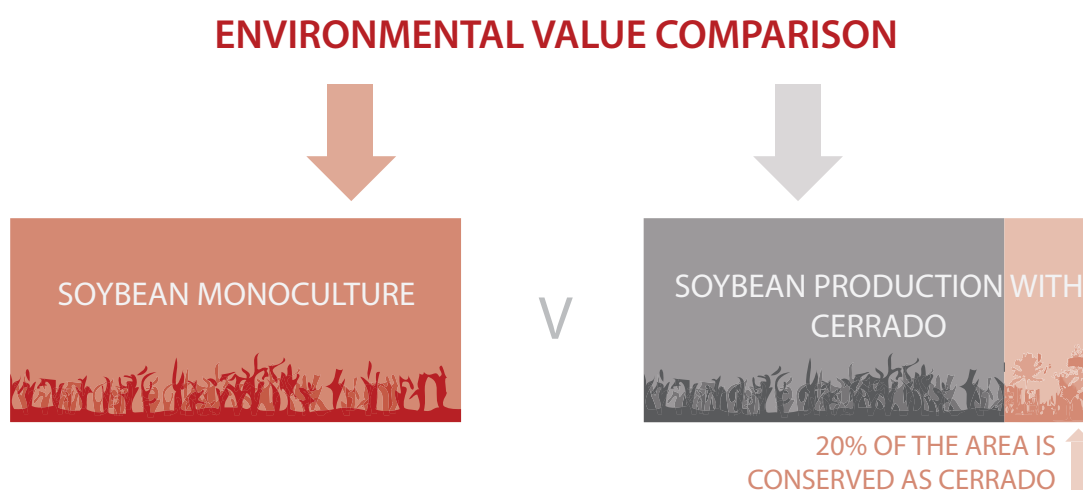 ENVIRONMENTAL VALUE COMPARISON
SOYBEAN MONOCULTURE
V
SOYBEAN PRODUCTION WITH
CERRADO
20% OF THE AREA IS
CONSERVED AS CERRADO